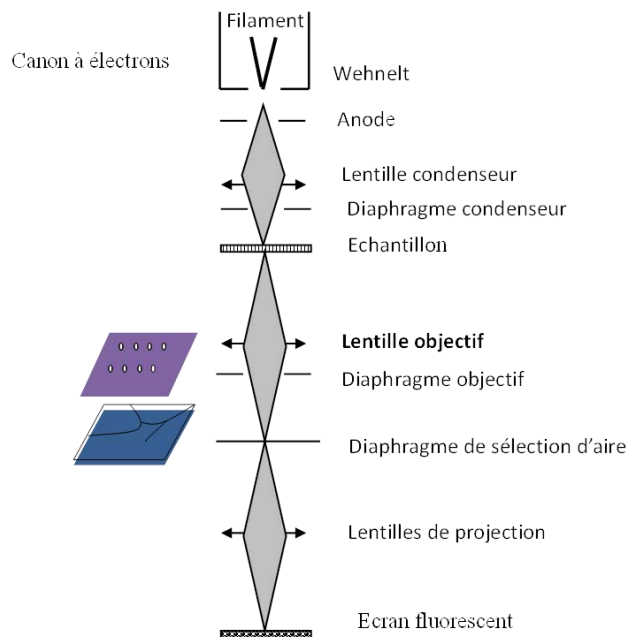 Filament
Canon à électrons
Wehnelt
Anode
Lentille condenseur
Diaphragme condenseur
Echantillon
Lentille objectif
Diaphragme objectif
Diaphragme de sélection d'aire
Lentilles de projection
Ecran fluorescent